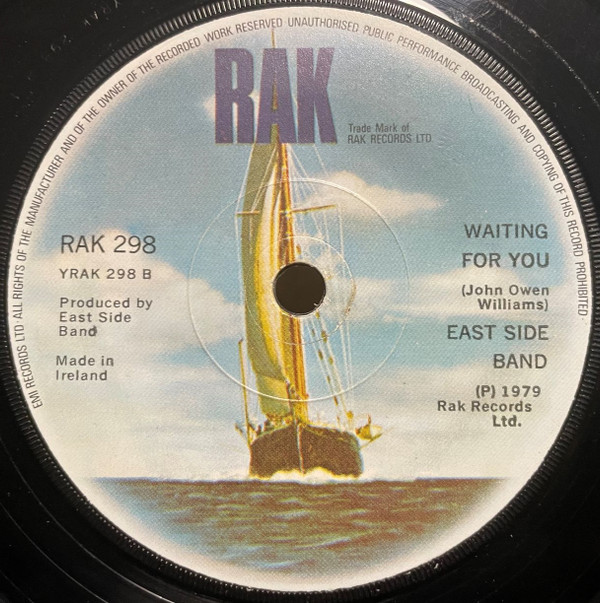 EMI RECORDS LTD ALL RIGHTS OF THE MANUFACTURER AND OF THE OWNER OF THE RECORDED WORK RESERVED UNAUTHORISED PUBLIC PERFORMANCE BROADCASTING AND COPYING OF THIS RECORD PROHIBITED
RAK
Trade Mark of
RAK RECORDS LTD
RAK 298
YRAK 298 B
Produced by
East Side
Band
Made in
Ireland
WAITING
FOR YOU
(John Owen
Williams)
EAST SIDE
BAND
(P) 1979
Rak Records
Ltd.